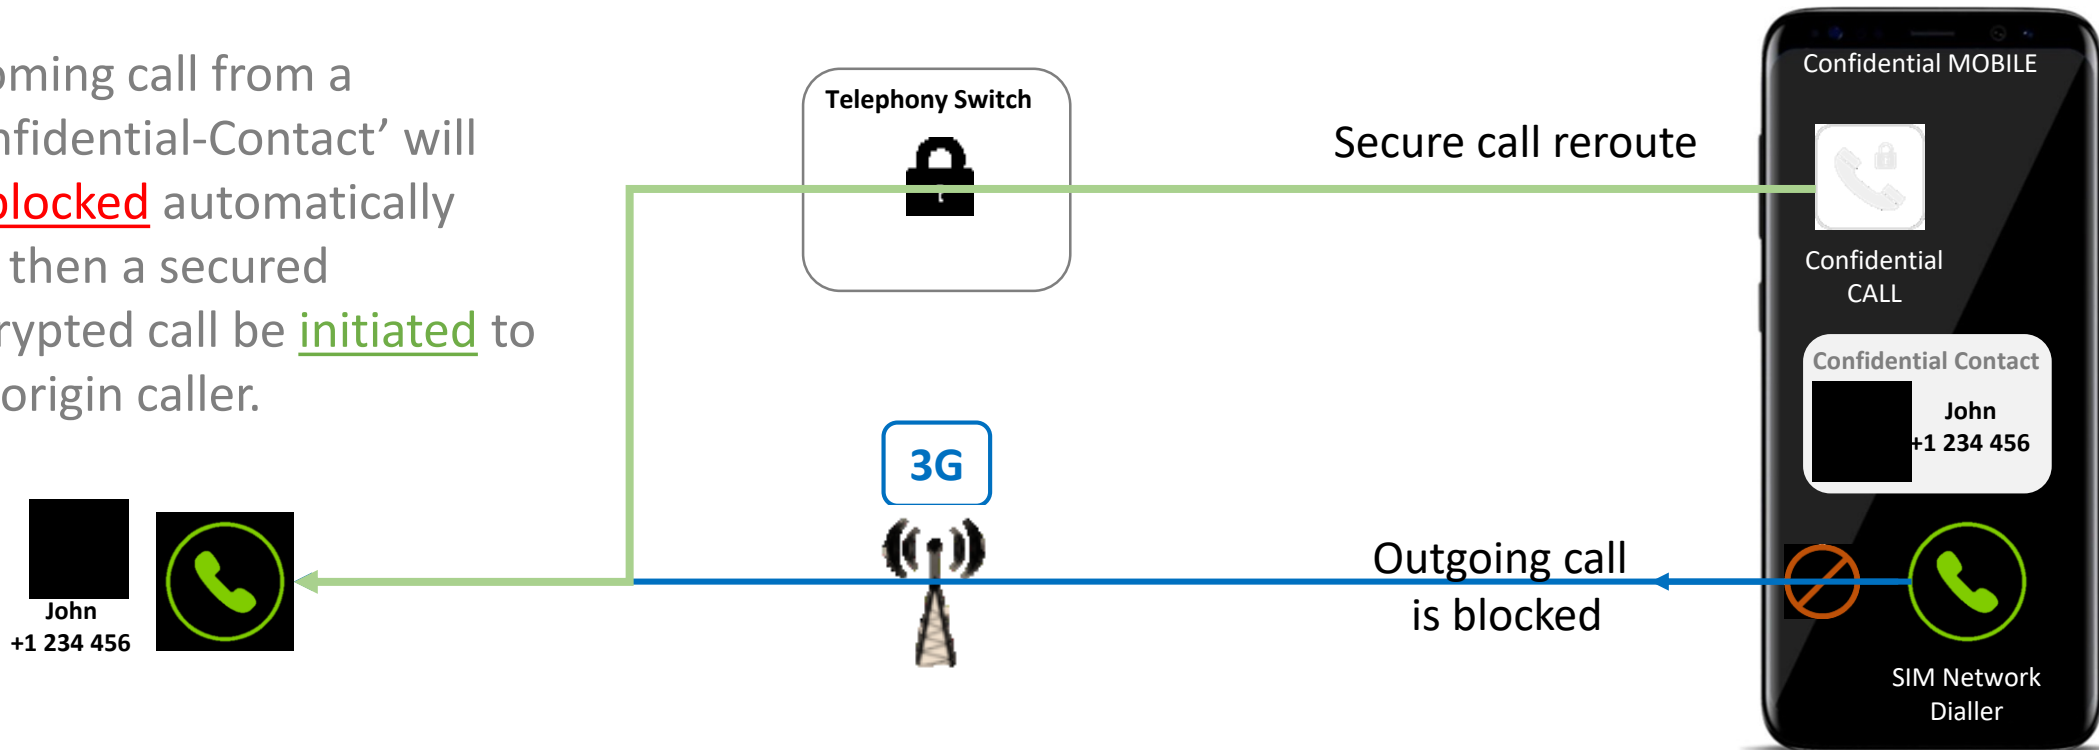 oming call from a
nfidential-Contact’ will
blocked automatically
then a secured
rypted call be initiated to
origin caller.
Telephony Switch
Secure call reroute
3G
Outgoing call
is blocked
John
+1 234 456
Confidential MOBILE
Confidential
CALL
Confidential Contact
John
+1 234 456
SIM Network
Dialler